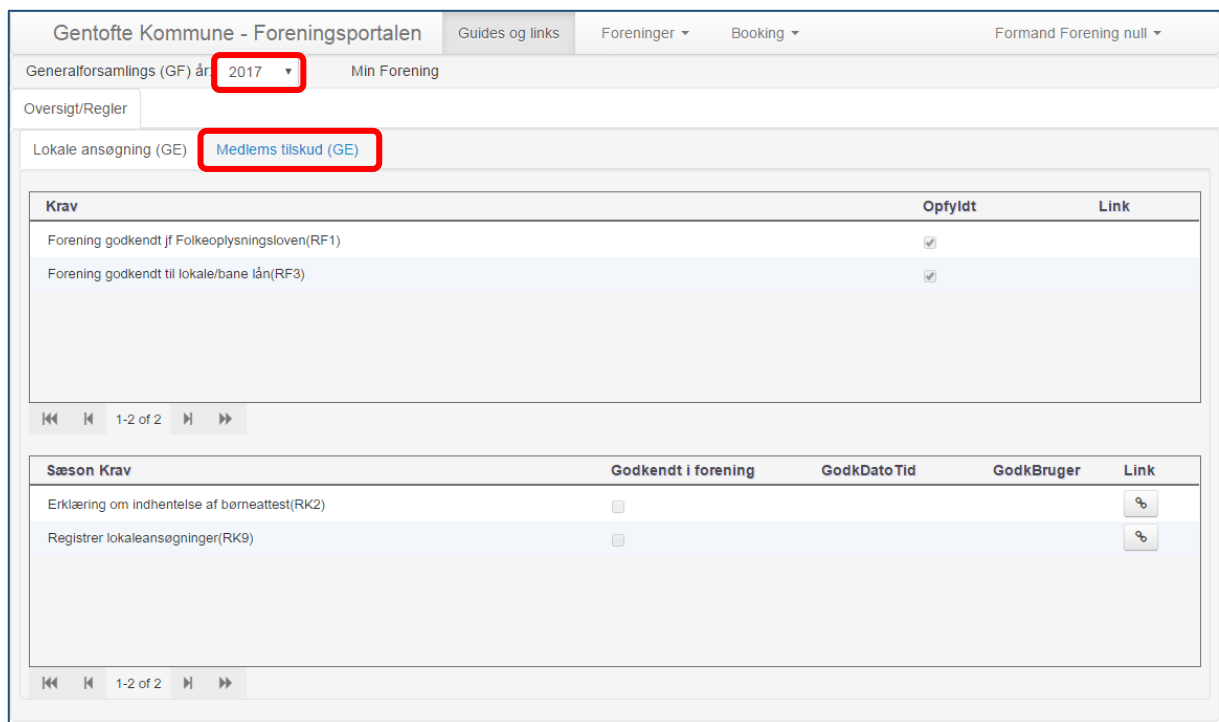 Gentofte Kommune - Foreningsportalen Guides og links Foreninger Booking Formand Forening null
Generalforsamlings (GF) år: 2017 Min Forening
Oversigt/Regler
Lokale ansøgning (GE) Medlems tilskud (GE)
Krav Opfyldt Link
Forening godkendt jf Folkeoplysningsloven(RF1)
Forening godkendt til lokale/bane lån(RF3)
1-2 of 2
Sæson Krav Godkendt i forening GodkDatoTid GodkBruger Link
Erklæring om indhentelse af børneattest(RK2)
Registrer lokaleansøgninger(RK9)
1-2 of 2